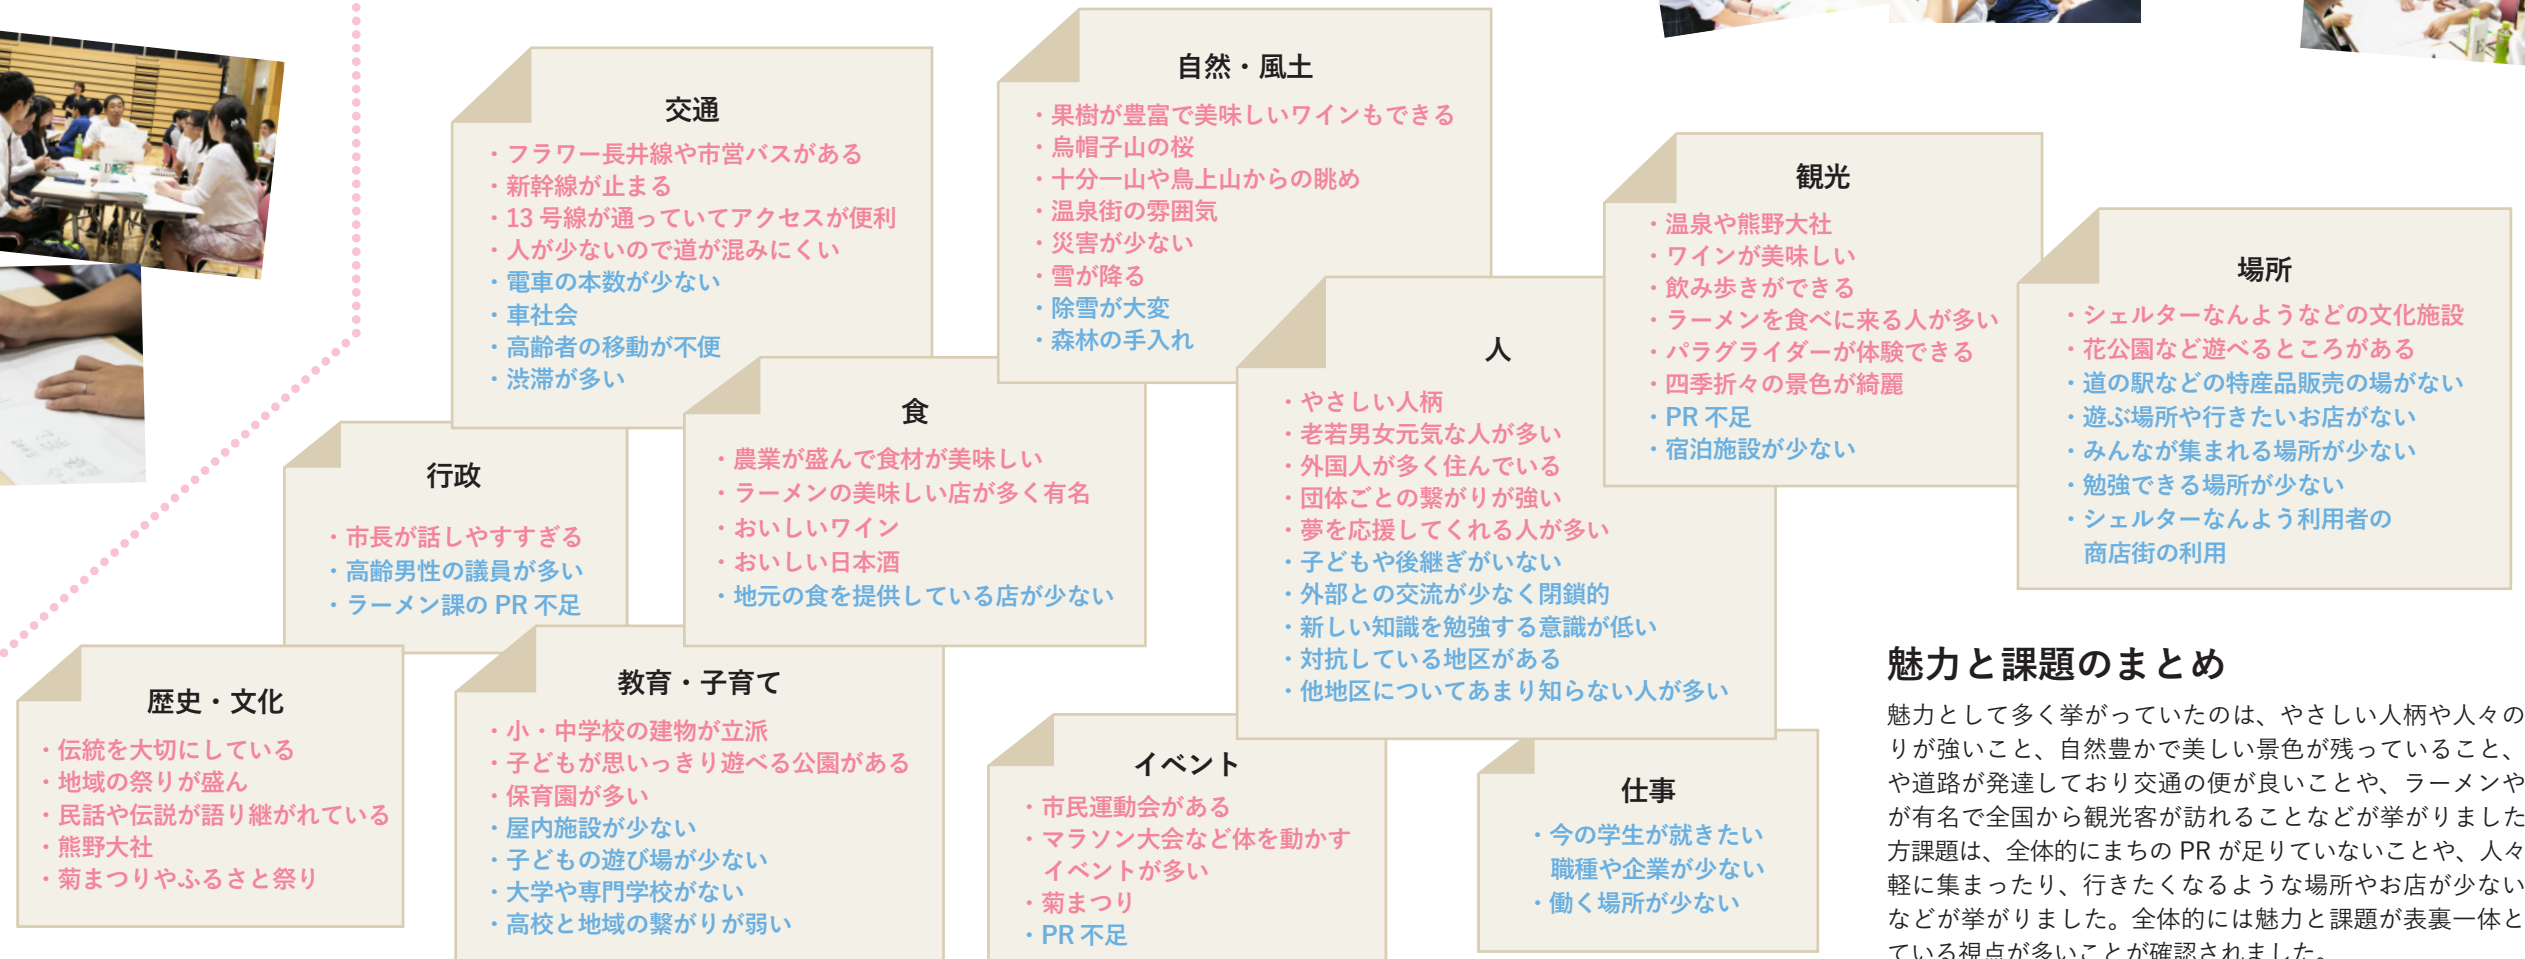 交通
・フラワー長井線や市営バスがある
・新幹線が止まる
・13 号線が通っていてアクセスが便利
・人が少ないので道が混みにくい
・電車の本数が少ない
・車社会
・高齢者の移動が不便
・渋滞が多い
自然・風土
・果樹が豊富で美味しいワインもできる
・烏帽子山の桜
・十分一山や鳥上山からの眺め
・温泉街の雰囲気
・災害が少ない
・雪が降る
・除雪が大変
・森林の手入れ
観光
・温泉や熊野大社
・ワインが美味しい
・飲み歩きができる
・ラーメンを食べに来る人が多い
・パラグライダーが体験できる
・四季折々の景色が綺麗
・PR 不足
・宿泊施設が少ない
場所
・シェルターなんようなどの文化施設
・花公園など遊べるところがある
・道の駅などの特産品販売の場がない
・遊ぶ場所や行きたいお店がない
・みんなが集まれる場所が少ない
・勉強できる場所が少ない
・シェルターなんよう利用者の
商店街の利用
行政
・市長が話しやすすぎる
・高齢男性の議員が多い
・ラーメン課の PR 不足
食
・農業が盛んで食材が美味しい
・ラーメンの美味しい店が多く有名
・おいしいワイン
・おいしい日本酒
・地元の食を提供している店が少ない
人
・やさしい人柄
・老若男女元気な人が多い
・外国人が多く住んでいる
・団体ごとの繋がりが強い
・夢を応援してくれる人が多い
・子どもや後継ぎがいない
・外部との交流が少なく閉鎖的
・新しい知識を勉強する意識が低い
・対抗している地区がある
・他地区についてあまり知らない人が多い
歴史・文化
・伝統を大切にしている
・地域の祭りが盛ん
・民話や伝説が語り継がれている
・熊野大社
・菊まつりやふるさと祭り
教育・子育て
・小・中学校の建物が立派
・子どもが思いっきり遊べる公園がある
・保育園が多い
・屋内施設が少ない
・子どもの遊び場が少ない
・大学や専門学校がない
・高校と地域の繋がりが弱い
イベント
・市民運動会がある
・マラソン大会など体を動かす
イベントが多い
・菊まつり
・PR 不足
仕事
・今の学生が就きたい
職種や企業が少ない
・働く場所が少ない
魅力と課題のまとめ
魅力として多く挙がっていたのは、やさしい人柄や人々の
りが強いこと、自然豊かで美しい景色が残っていること、
や道路が発達しており交通の便が良いことや、ラーメンや
が有名で全国から観光客が訪れることなどが挙がりました
方課題は、全体的にまちの PR が足りていないことや、人々
軽に集まったり、行きたくなるような場所やお店が少ない
などが挙がりました。全体的には魅力と課題が表裏一体と
ている視点が多いことが確認されました。